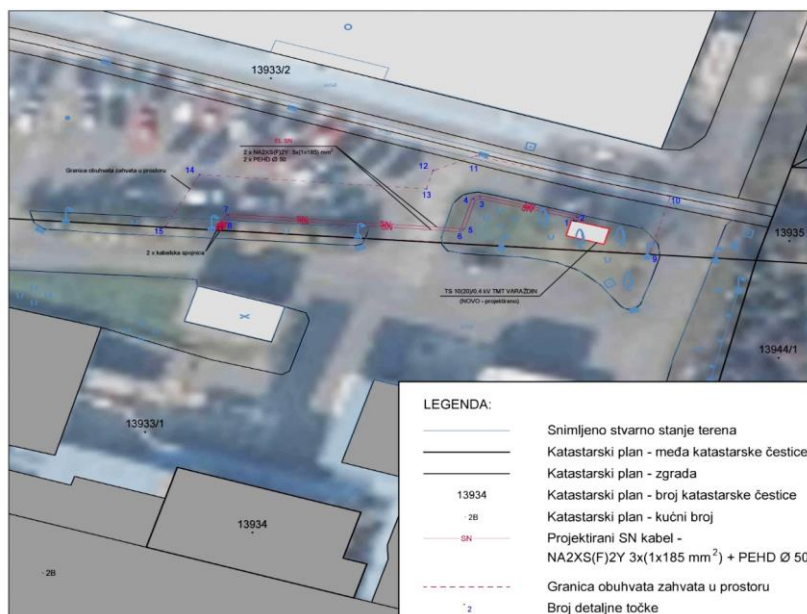 13933/2
EL SN
2 x NA2XS(F)2Y 3x(1x185) mm²
2 x PEHD Ø 50
Granica obuhvata zahvata u prostoru
14
12
11
13
10
4
3
SN
1
2
7
8
SN
SN
6
5
15
9
2 x kabelska spojnica
13935
TS 10(20)/0.4 kV TMT VARAŽDIN
(NOVO - projektirano)
13944/1
13933/1
13934
2B
LEGENDA:
Snimljeno stvarno stanje terena
Katastarski plan - međa katastarske čestice
Katastarski plan - zgrada
13934 Katastarski plan - broj katastarske čestice
· 2B Katastarski plan - kućni broj
SN Projektirani SN kabel -
NA2XS(F)2Y 3x(1x185 mm²) + PEHD Ø 50
Granica obuhvata zahvata u prostoru
2 Broj detaljne točke